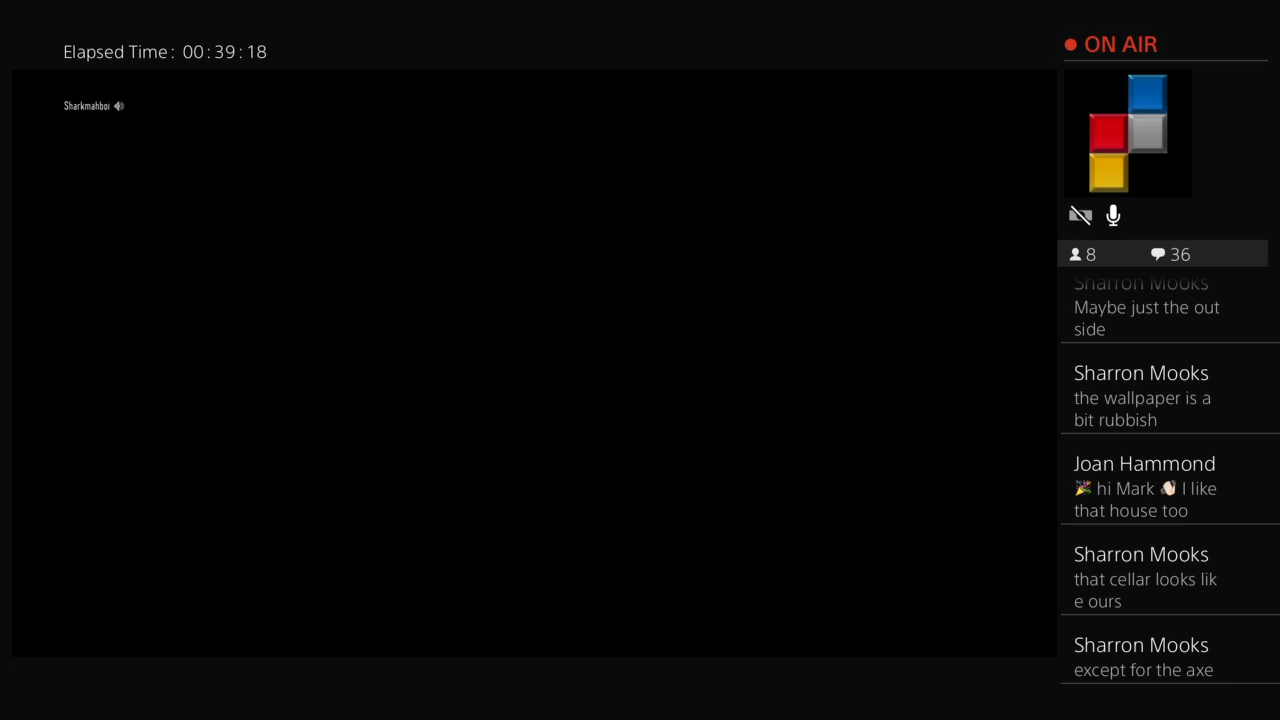 Elapsed Time: 00:39:18
ON AIR
Sharkmahboi
8 36
Sharron Mooks
Maybe just the out
side
Sharron Mooks
the wallpaper is a
bit rubbish
Joan Hammond
🎉 hi Mark 👋🏻 I like
that house too
Sharron Mooks
that cellar looks lik
e ours
Sharron Mooks
except for the axe